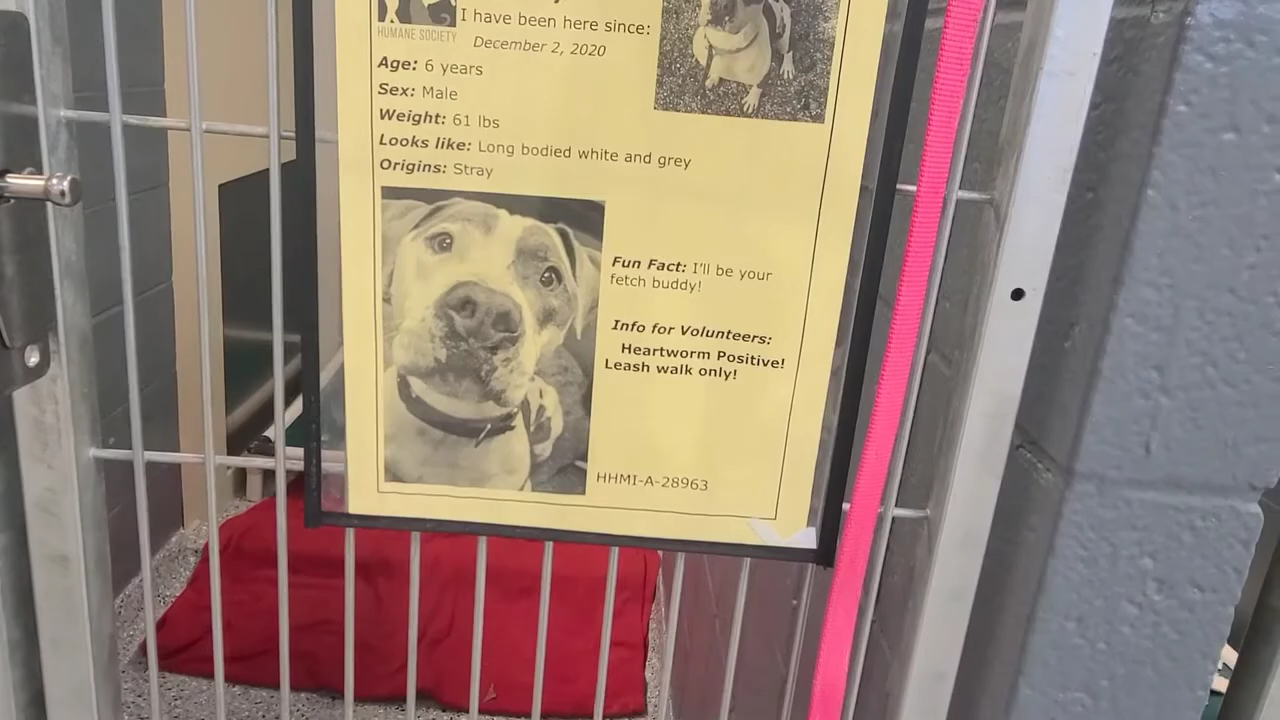 I have been here since:
HUMANE SOCIETY
December 2, 2020
Age: 6 years
Sex: Male
Weight: 61 lbs
Looks like: Long bodied white and grey
Origins: Stray
Fun Fact: I'll be your
fetch buddy!
Info for Volunteers:
Heartworm Positive!
Leash walk only!
HHMI-A-28963